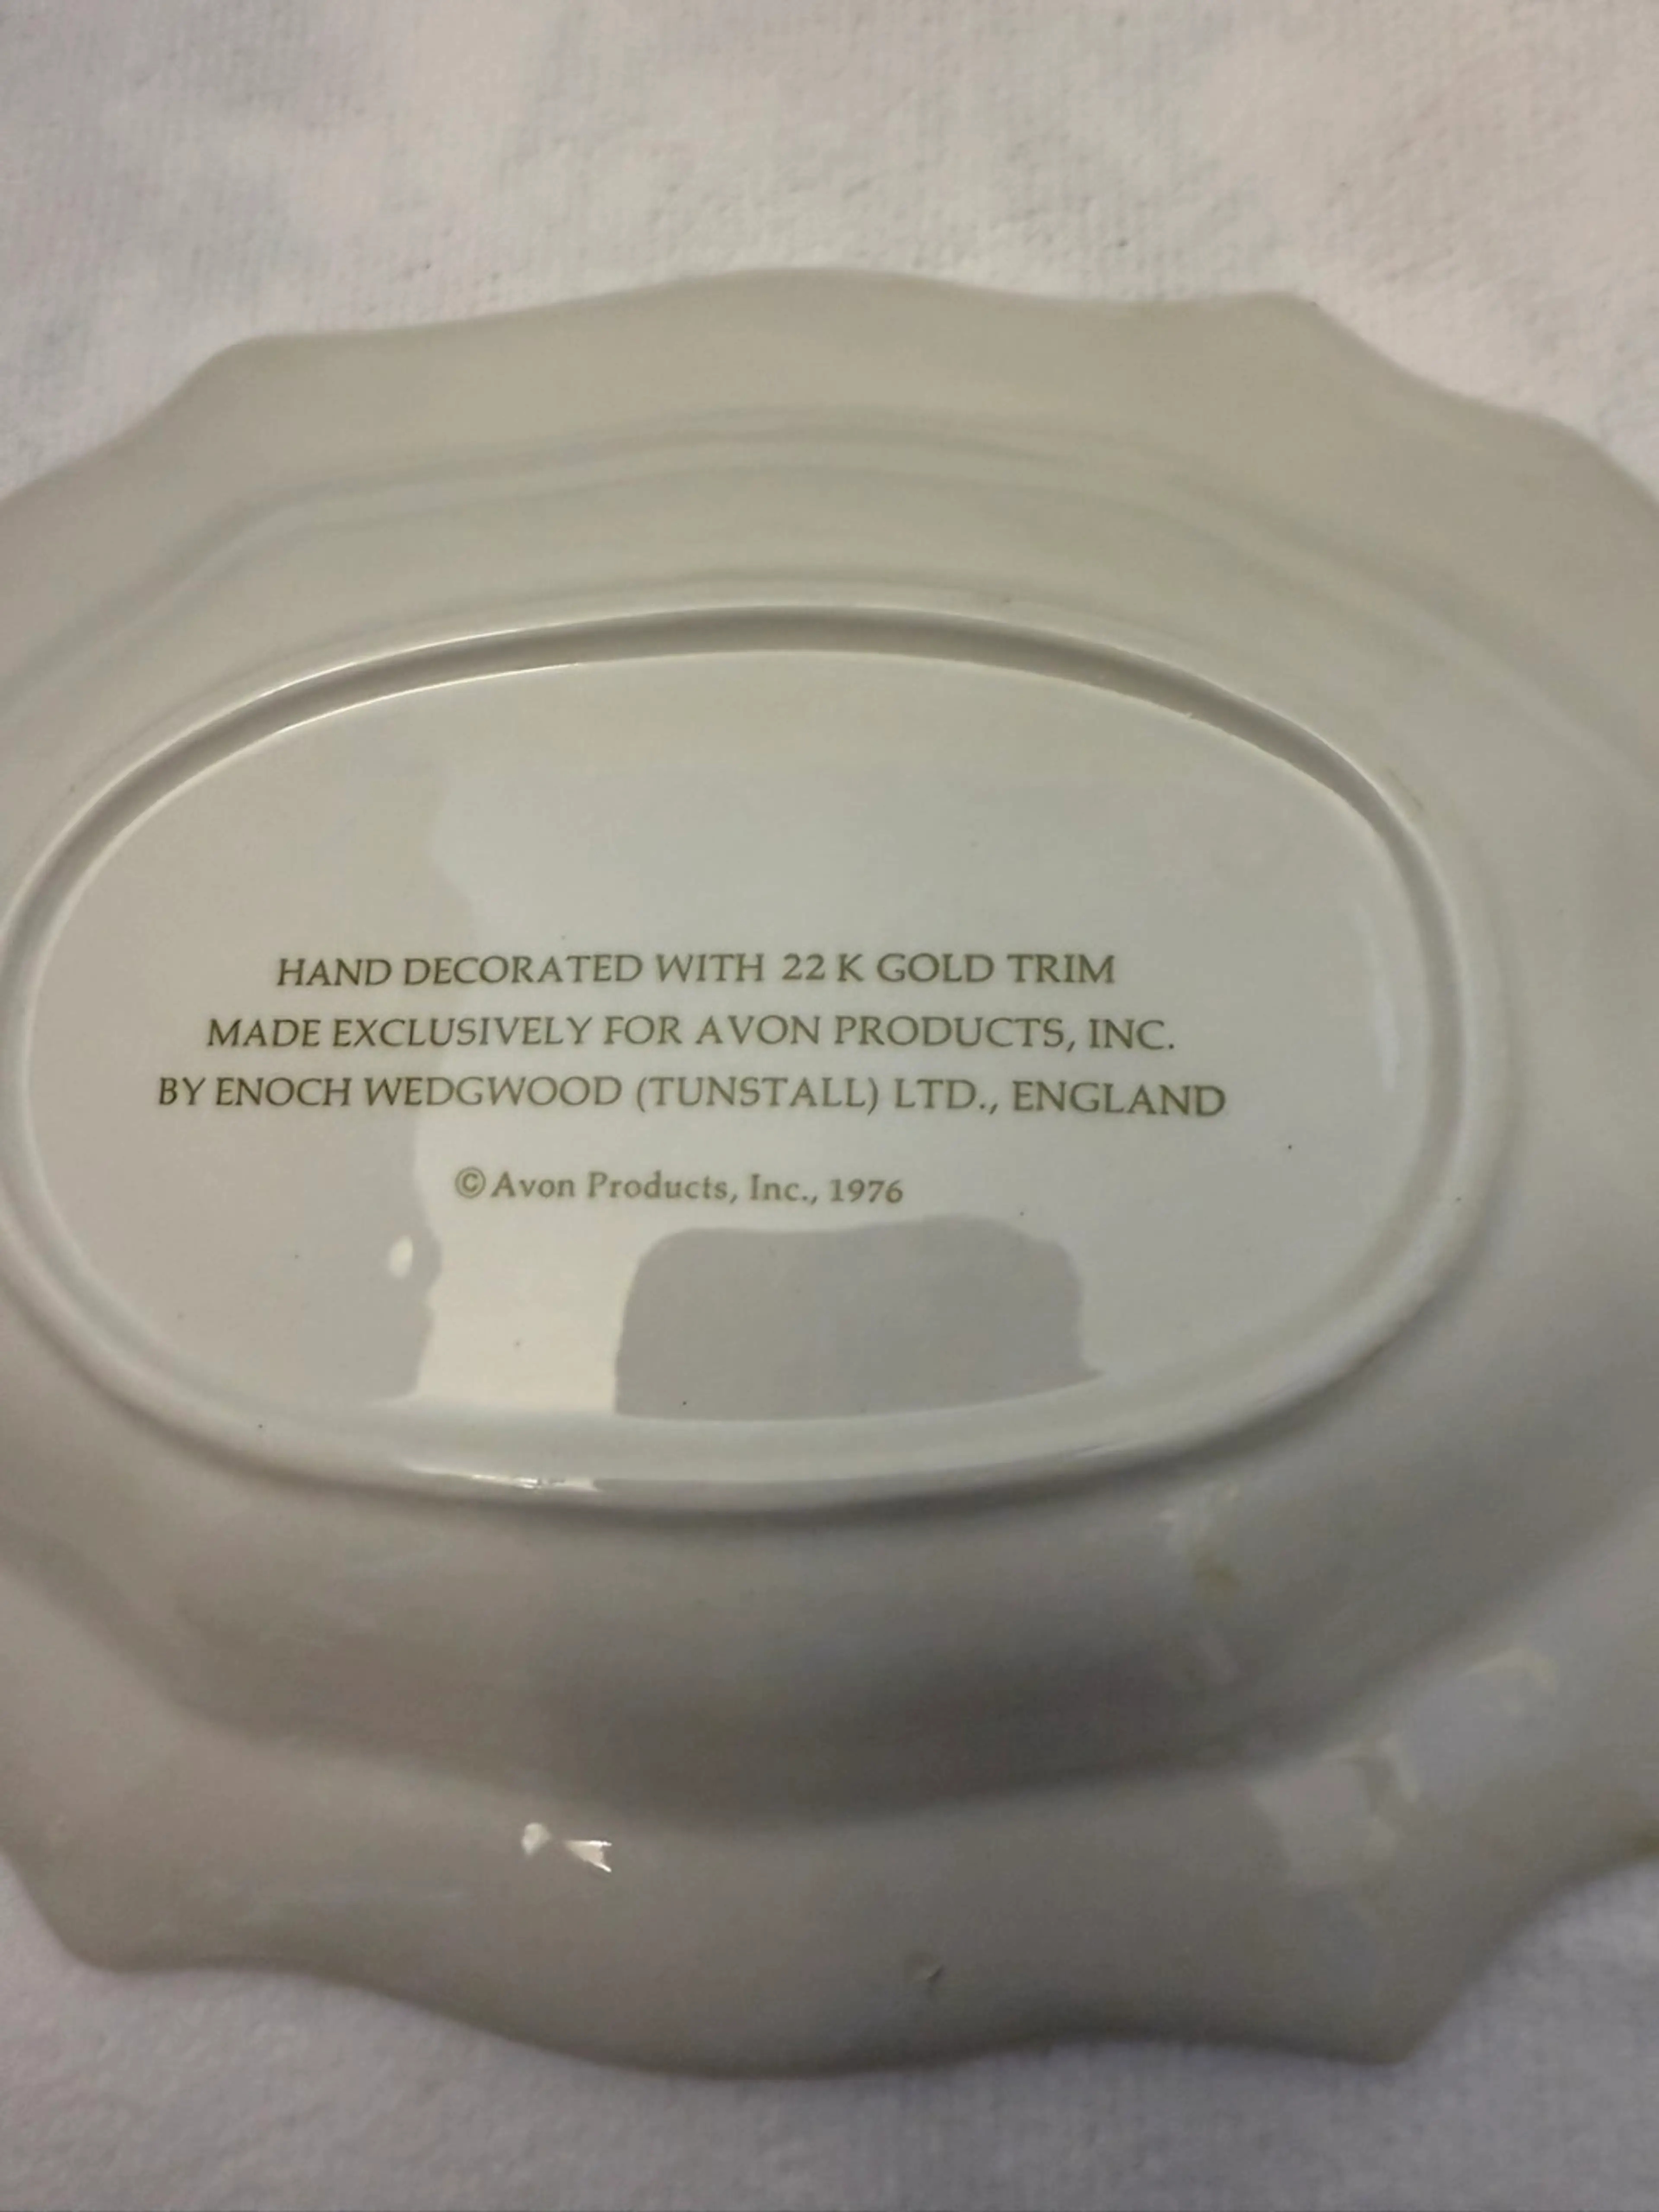 HAND DECORATED WITH 22 K GOLD TRIM
MADE EXCLUSIVELY FOR AVON PRODUCTS, INC.
BY ENOCH WEDGWOOD (TUNSTALL) LTD., ENGLAND
© Avon Products, Inc., 1976